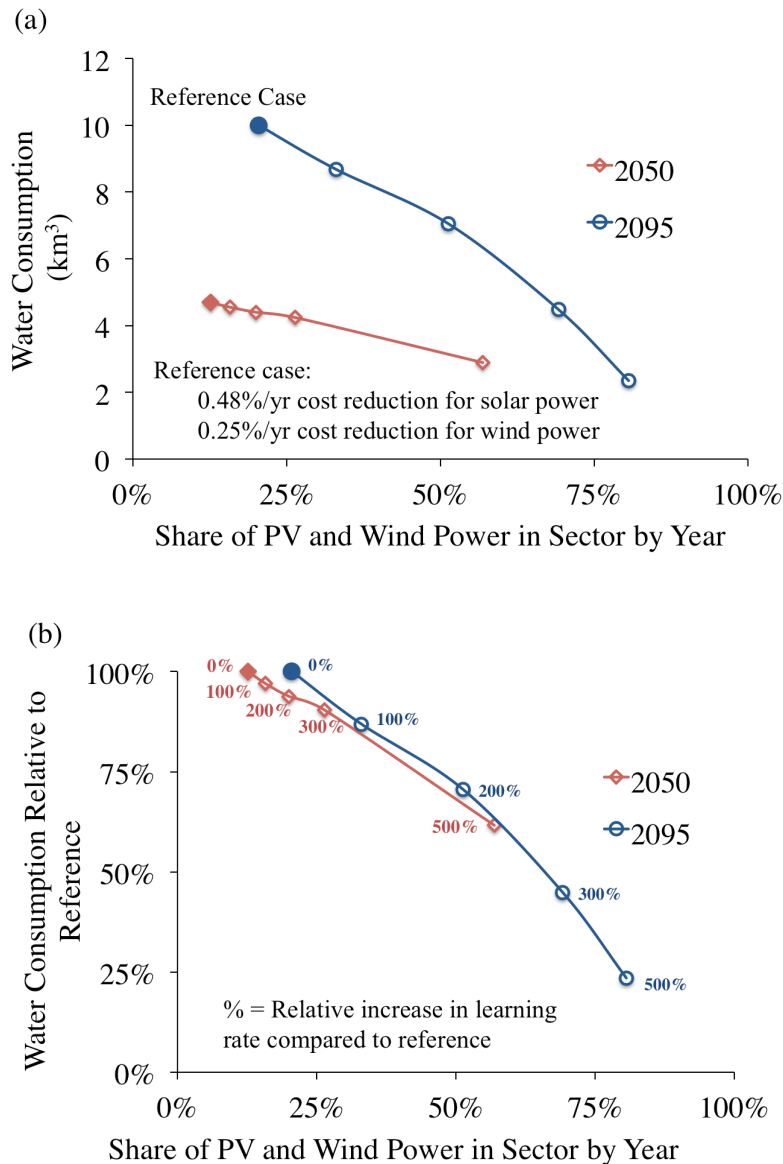 (a)
12
10
8
6
4
2
0
Water Consumption
(km³)
Reference Case
2050
2095
Reference case:
0.48%/yr cost reduction for solar power
0.25%/yr cost reduction for wind power
0% 25% 50% 75% 100%
Share of PV and Wind Power in Sector by Year
(b)
100%
75%
50%
25%
0%
Water Consumption Relative to
Reference
0% 0%
100% 100%
200%
300%
200%
500%
300%
500%
2050
2095
% = Relative increase in learning
rate compared to reference
0% 25% 50% 75% 100%
Share of PV and Wind Power in Sector by Year